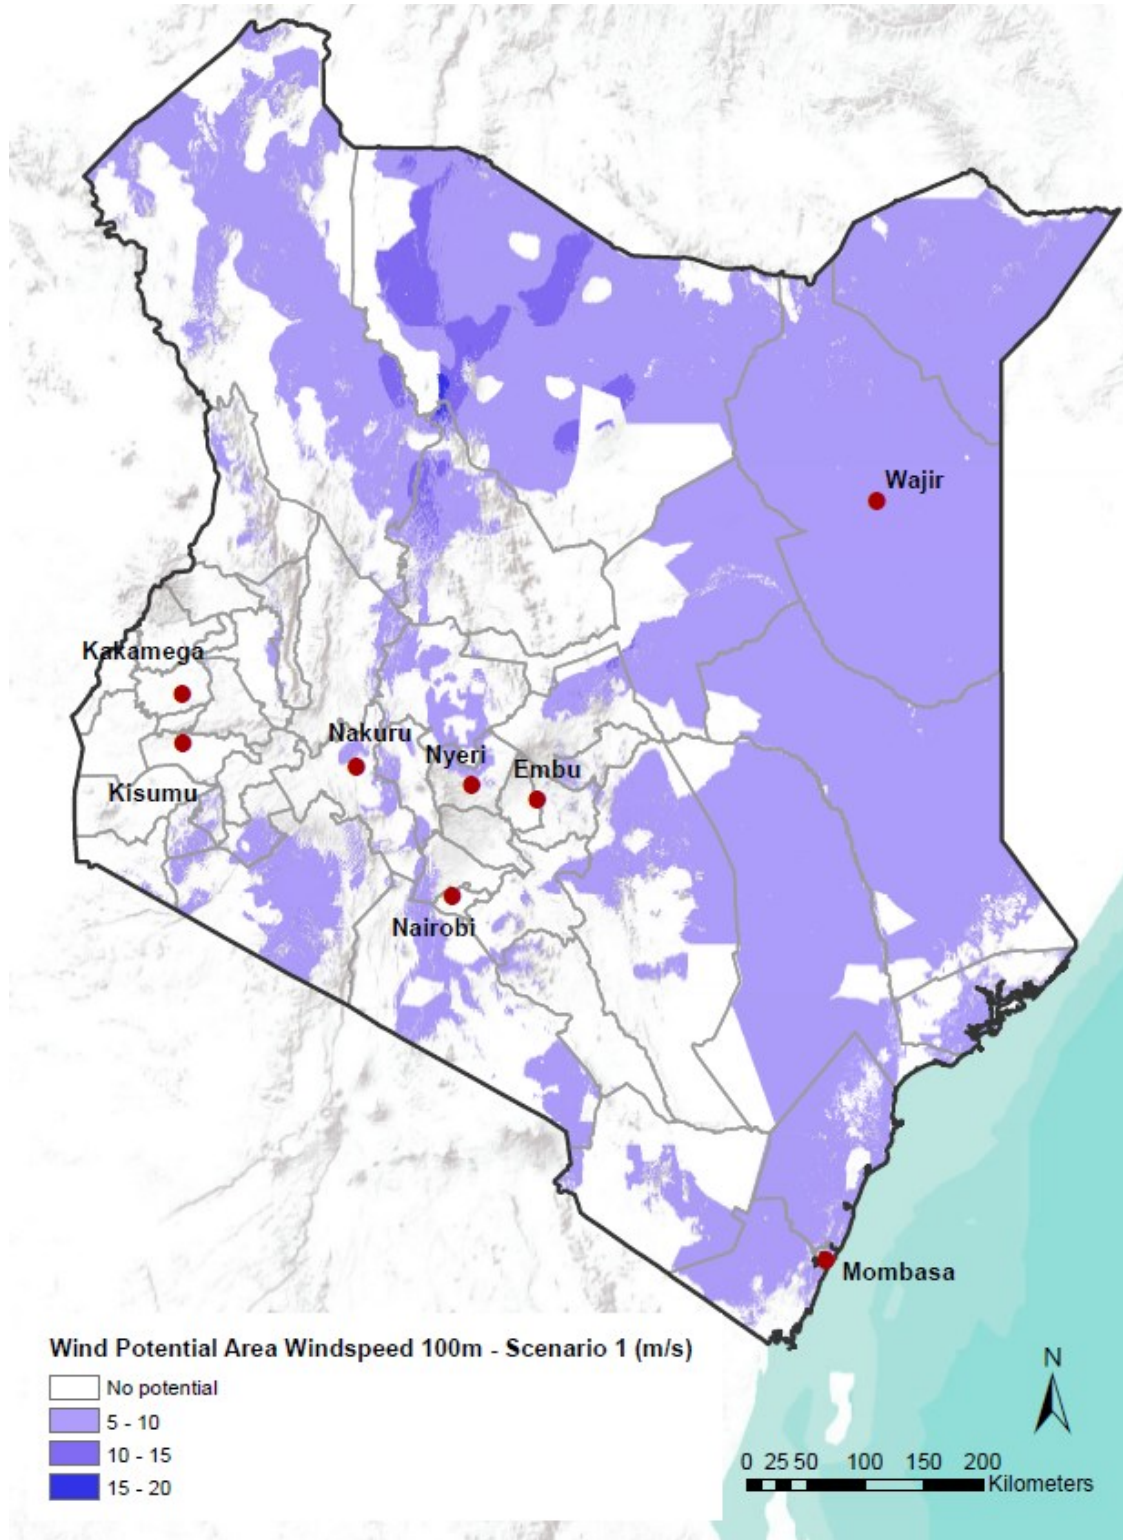 Wajir
Kakamega
Nakuru
Nyeri
Embu
Kisumu
Nairobi
Mombasa
Wind Potential Area Windspeed 100m - Scenario 1 (m/s)
No potential
5 - 10
10 - 15
15 - 20
N
0 25 50 100 150 200
Kilometers